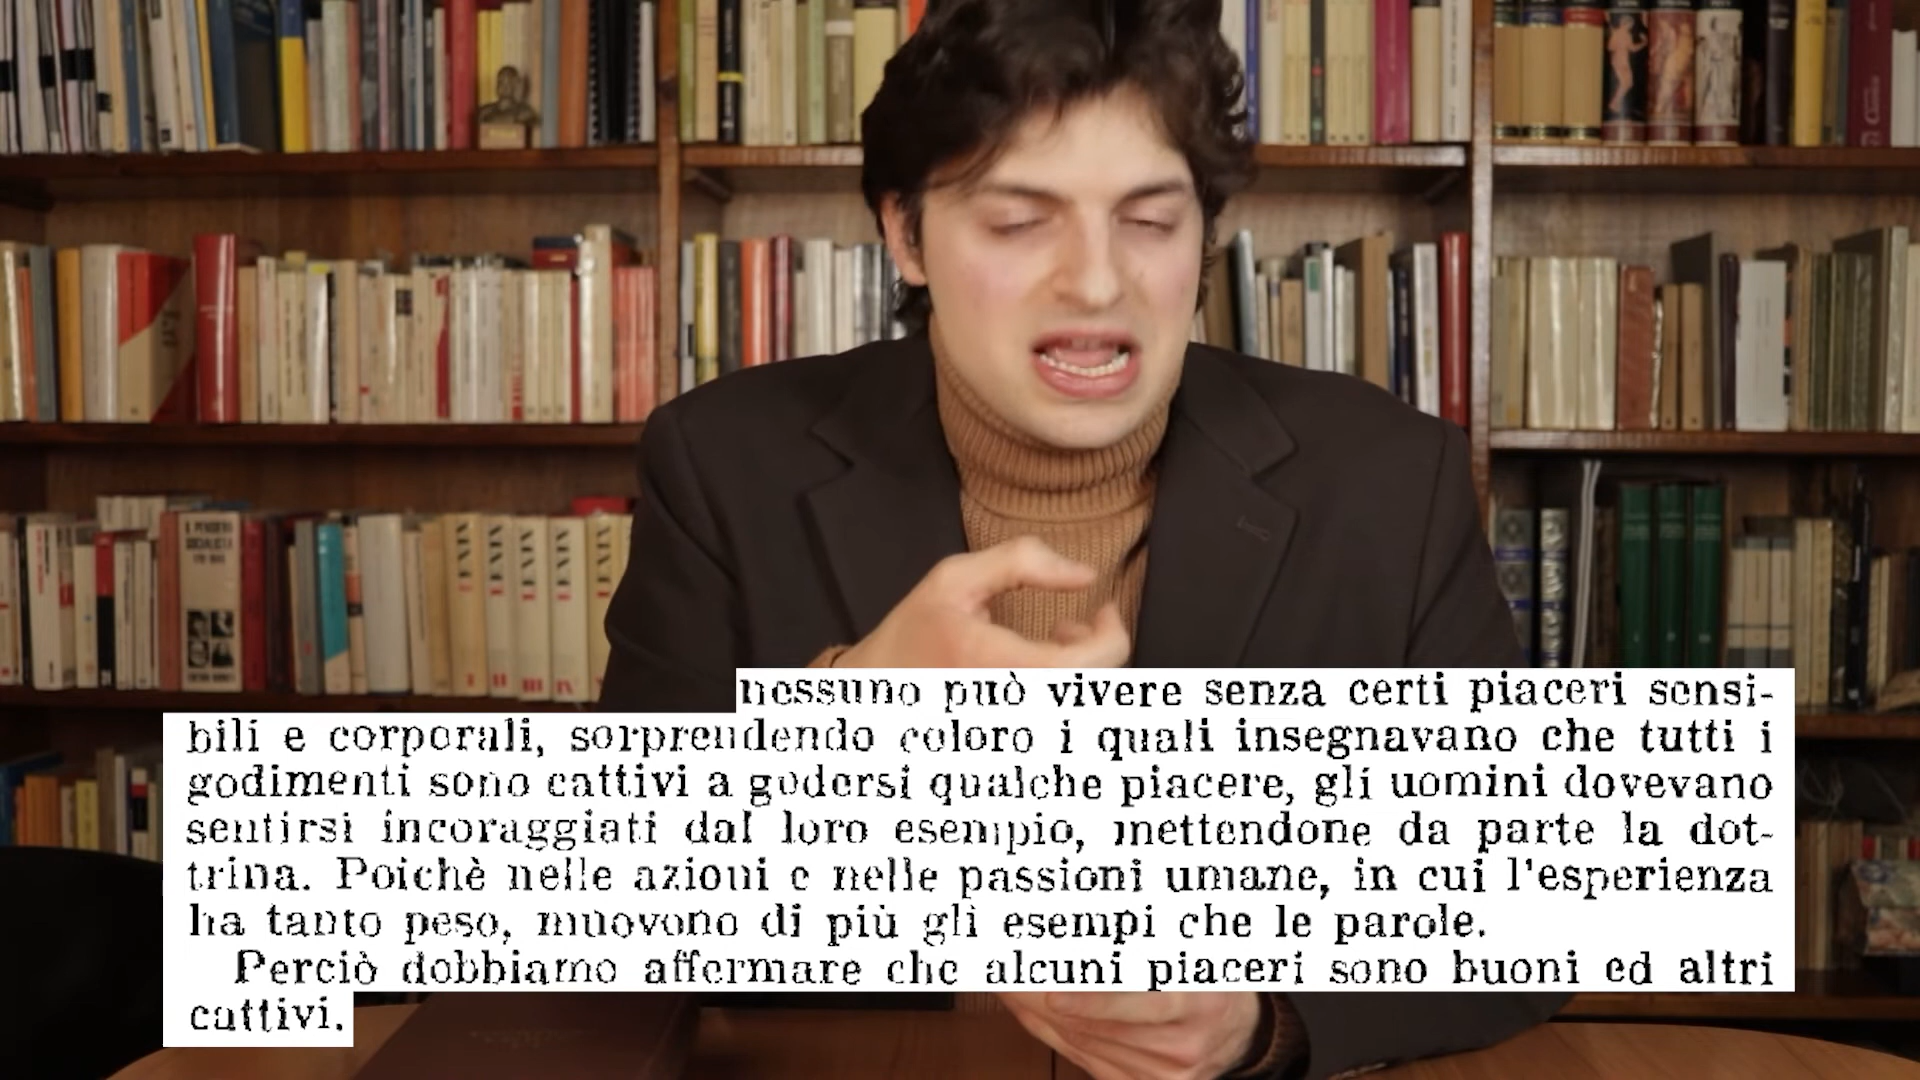 nessuno può vivere senza certi piaceri sensi-
bili e corporali, sorprendendo coloro i quali insegnavano che tutti i
godimenti sono cattivi a godersi qualche piacere, gli uomini dovevano
sentirsi incoraggiati dal loro esempio, mettendone da parte la dot-
trina. Poichè nelle azioni e nelle passioni umane, in cui l'esperienza
ha tanto peso, muovono di più gli esempi che le parole.
Perciò dobbiamo affermare che alcuni piaceri sono buoni ed altri
cattivi.